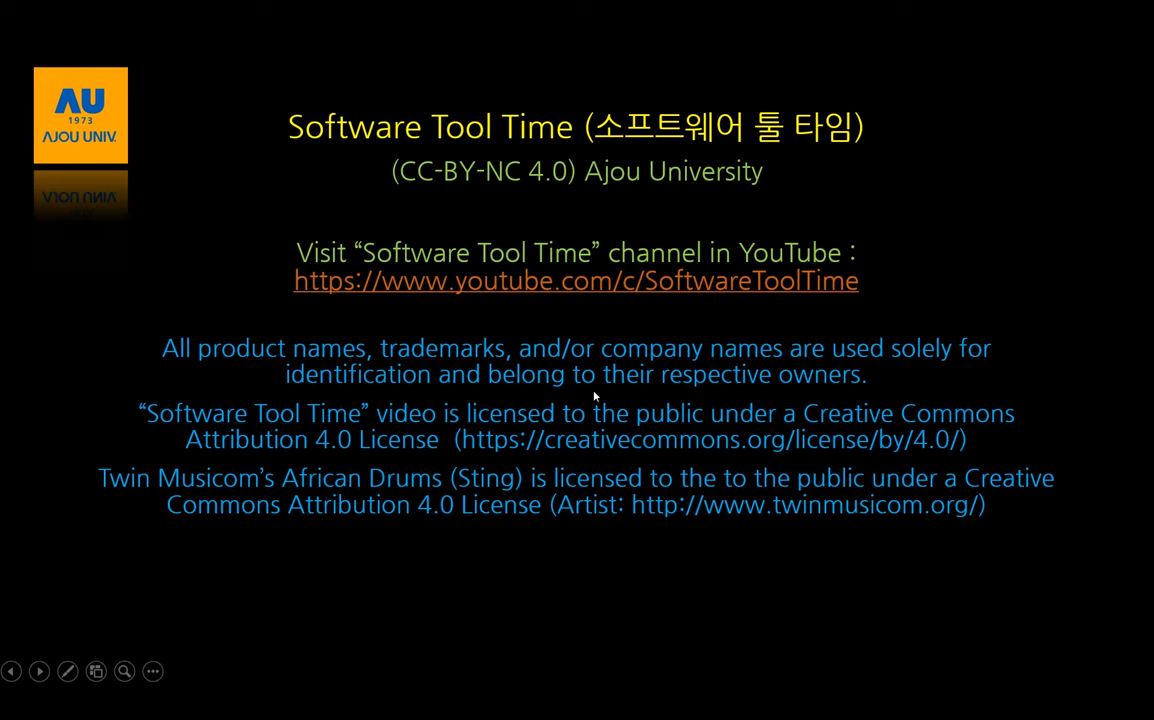 AU
1973
AJOU UNIV.
Software Tool Time (소프트웨어 툴 타임)
(CC-BY-NC 4.0) Ajou University
Visit “Software Tool Time” channel in YouTube :
https://www.youtube.com/c/SoftwareToolTime
All product names, trademarks, and/or company names are used solely for
identification and belong to their respective owners.
“Software Tool Time” video is licensed to the public under a Creative Commons
Attribution 4.0 License (https://creativecommons.org/license/by/4.0/)
Twin Musicom’s African Drums (Sting) is licensed to the to the public under a Creative
Commons Attribution 4.0 License (Artist: http://www.twinmusicom.org/)